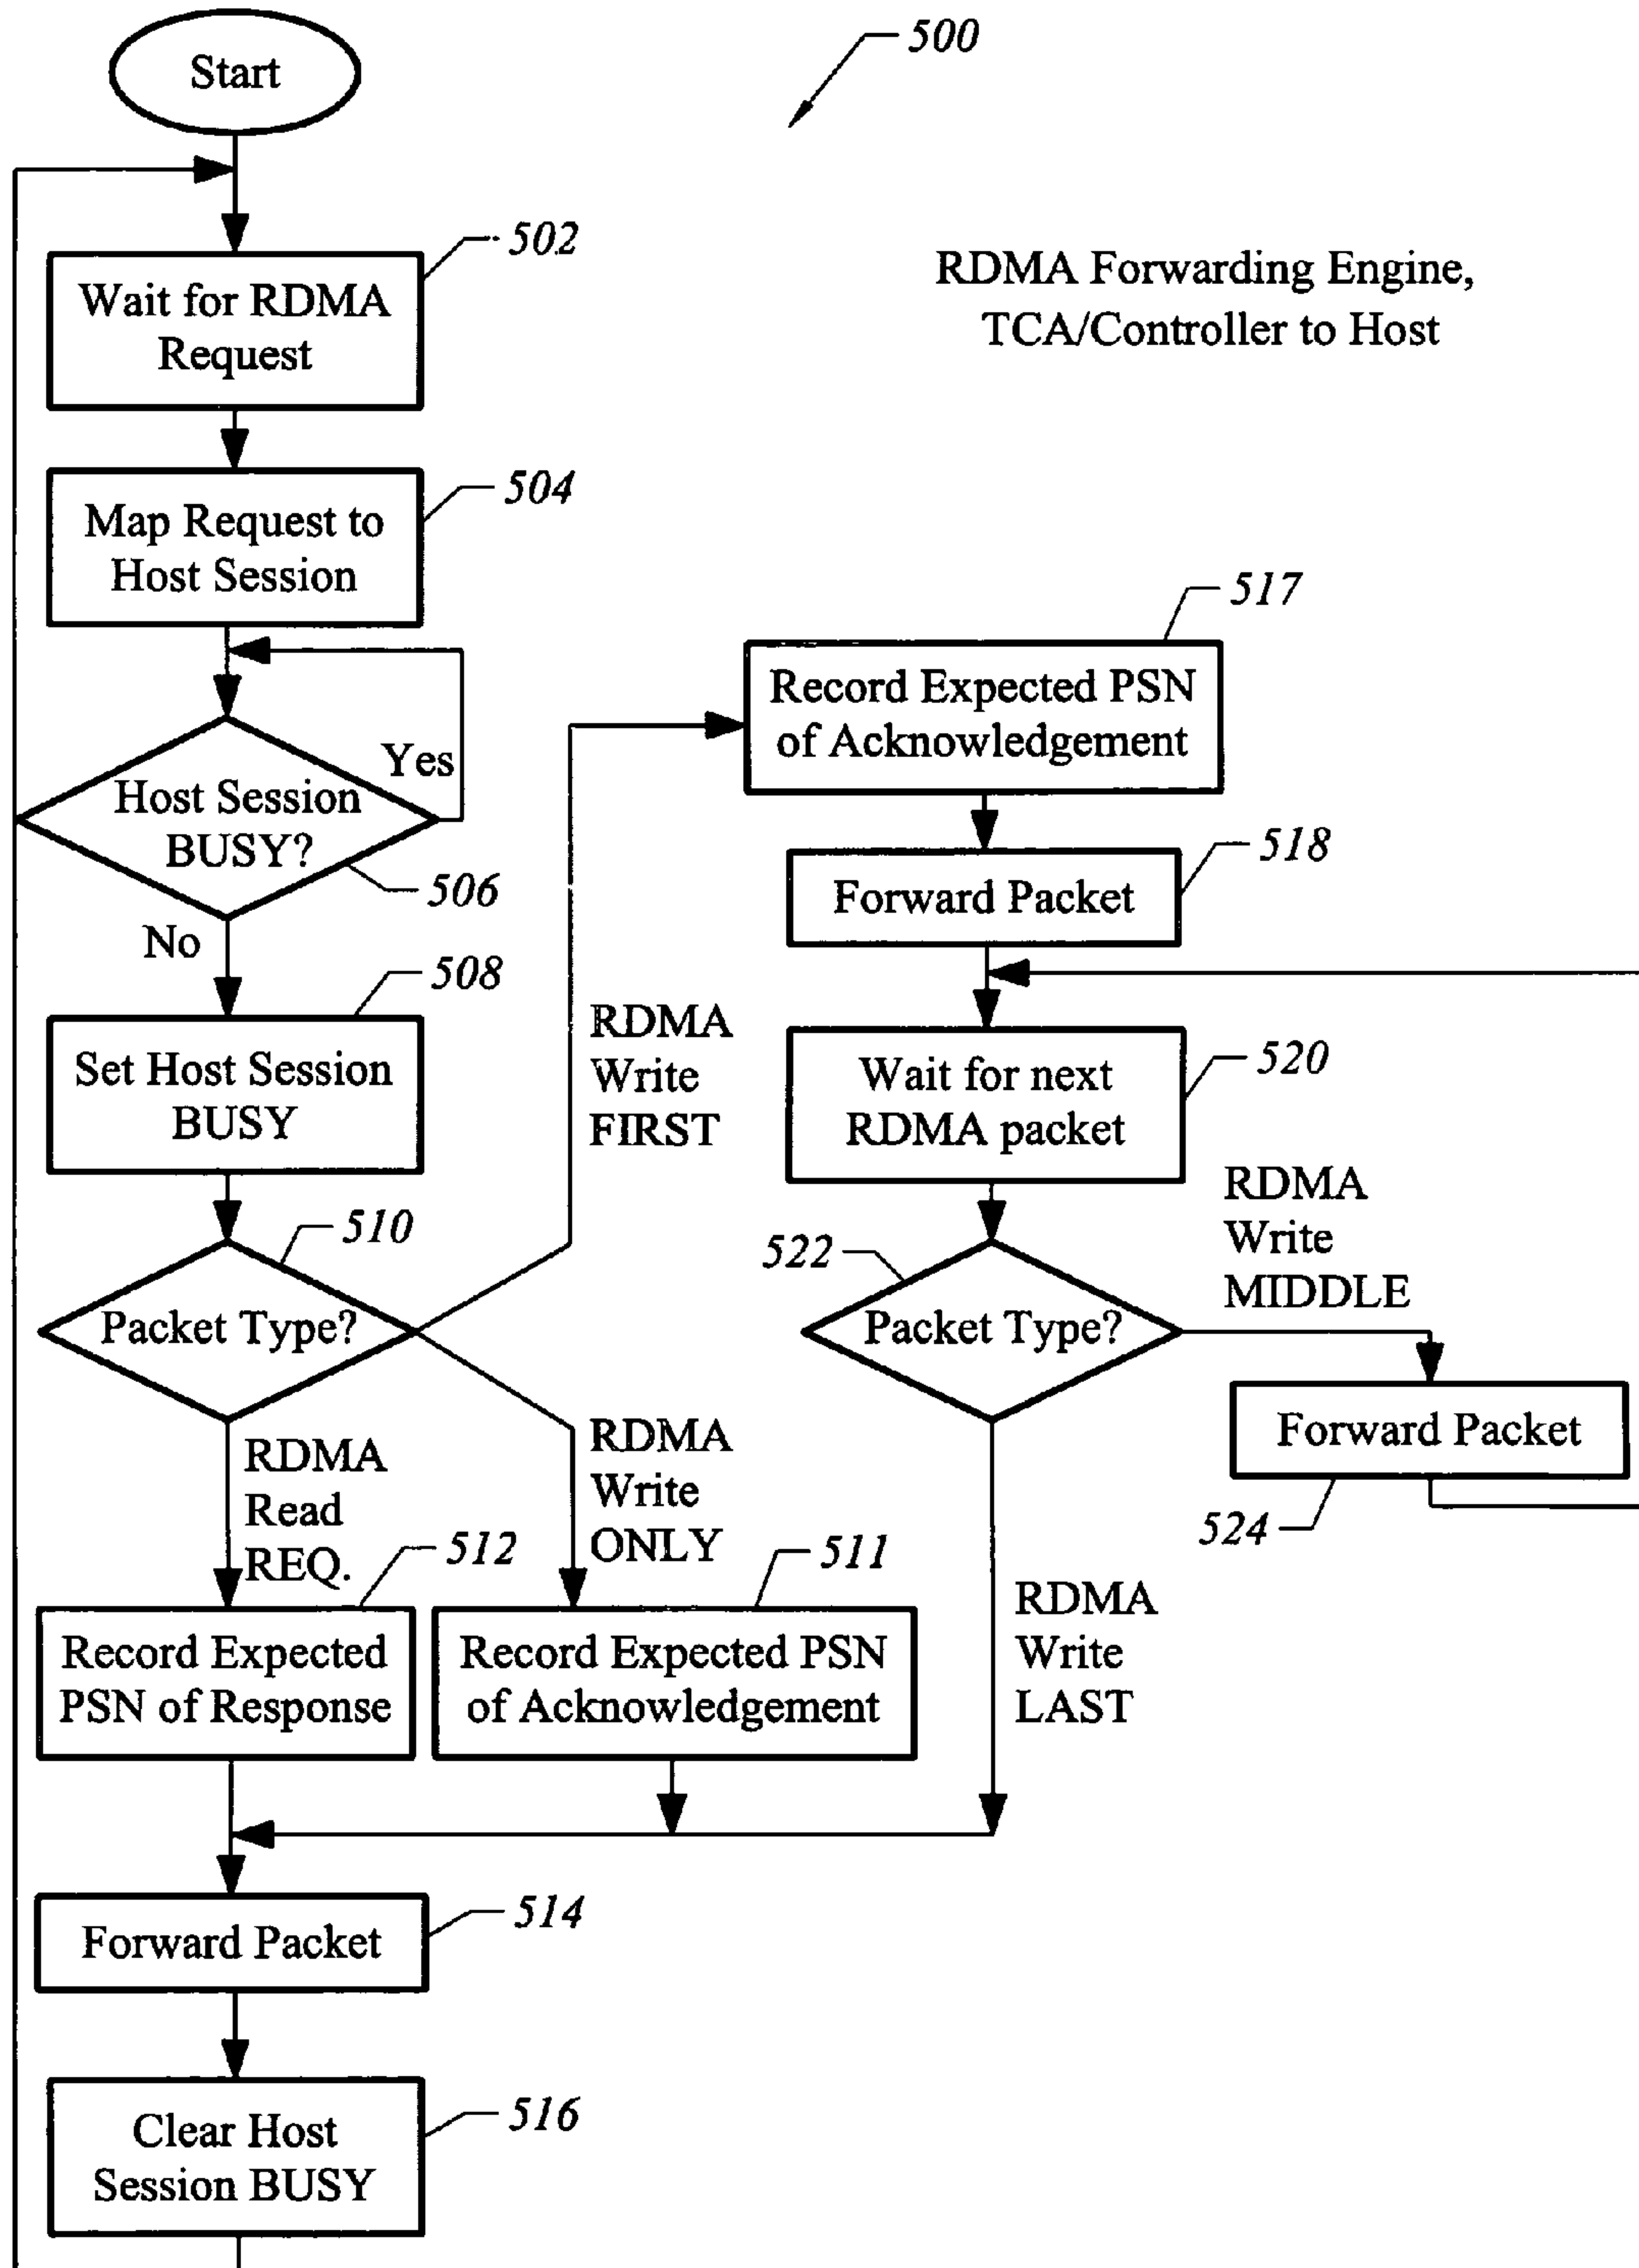 Start
500
502
Wait for RDMA
Request
RDMA Forwarding Engine,
TCA/Controller to Host
504
Map Request to
Host Session
Yes
Host Session
BUSY?
506
No
508
Set Host Session
BUSY
510
Packet Type?
RDMA
Write
FIRST
RDMA
Read
REQ.
RDMA
Write
ONLY
512
Record Expected
PSN of Response
511
Record Expected PSN
of Acknowledgement
514
Forward Packet
516
Clear Host
Session BUSY
517
Record Expected PSN
of Acknowledgement
518
Forward Packet
520
Wait for next
RDMA packet
522
Packet Type?
RDMA
Write
MIDDLE
Forward Packet
524
RDMA
Write
LAST